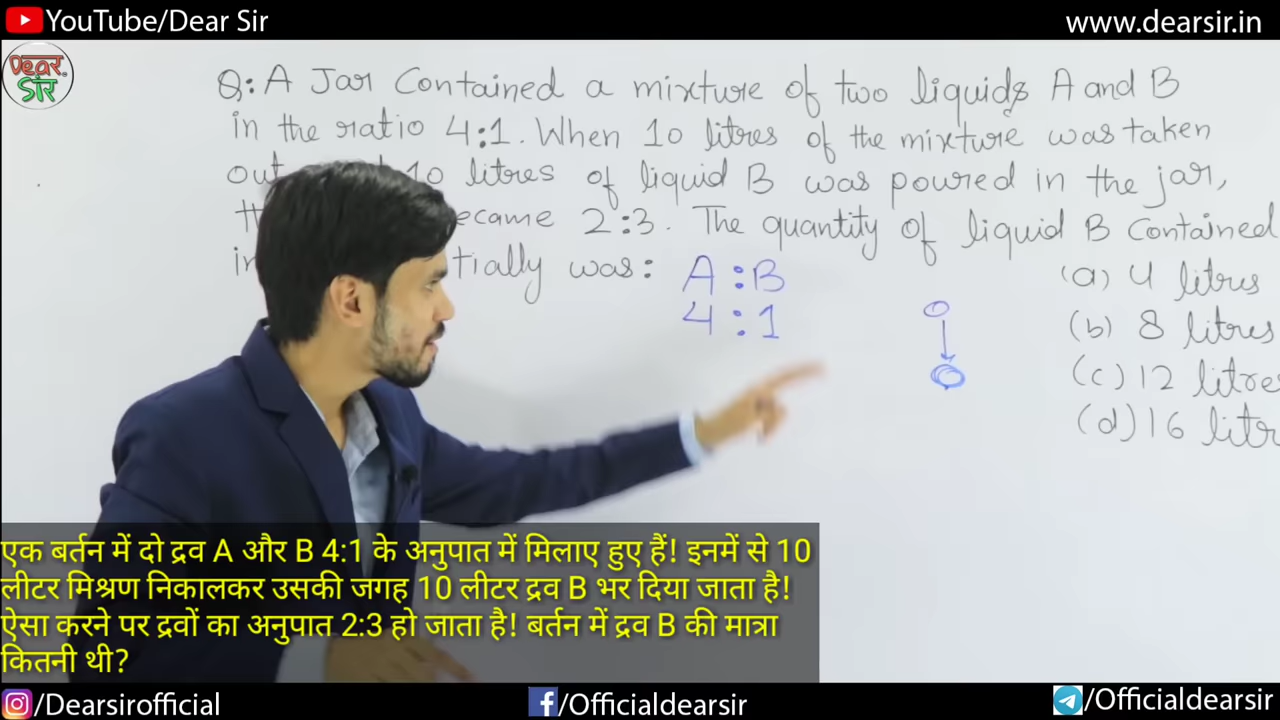 YouTube/Dear Sir
www.dearsir.in
Dear Sir
Q: A Jar Contained a mixture of two liquids A and B
in the ratio 4:1. When 10 litres of the mixture was taken
out 10 litres of liquid B was poured in the jar,
became 2:3. The quantity of liquid B Contained
in tially was:
A : B
4 : 1
(a) 4 litres
(b) 8 litres
(c) 12 litre
(d) 16 litr
एक बर्तन में दो द्रव A और B 4:1 के अनुपात में मिलाए हुए हैं! इनमें से 10
लीटर मिश्रण निकालकर उसकी जगह 10 लीटर द्रव B भर दिया जाता है!
ऐसा करने पर द्रवों का अनुपात 2:3 हो जाता है! बर्तन में द्रव B की मात्रा
कितनी थी?
/Dearsirofficial
/Officialdearsir
/Officialdearsir